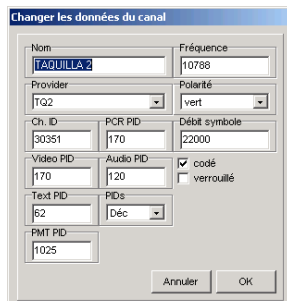 Changer les données du canal
Nom
Fréquence
TAQUILLA 2
10788
Provider
Polarité
TQ2
vert
Ch. ID
PCR PID
Débit symbole
30351
170
22000
Video PID
Audio PID
codé
170
120
verrouillé
Text PID
PIDs
62
Déc
PMT PID
1025
Annuler
OK